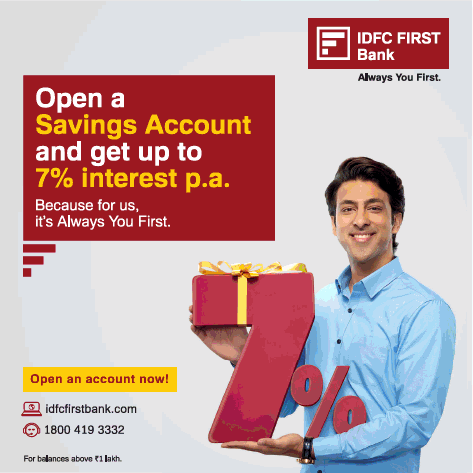 IDFC FIRST
Bank
Always You First.
Open a
Savings Account
and get up to
7% interest p.a.
Because for us,
it's Always You First.
7%
Open an account now!
idfcfirstbank.com
1800 419 3332
For balances above ₹1 lakh.